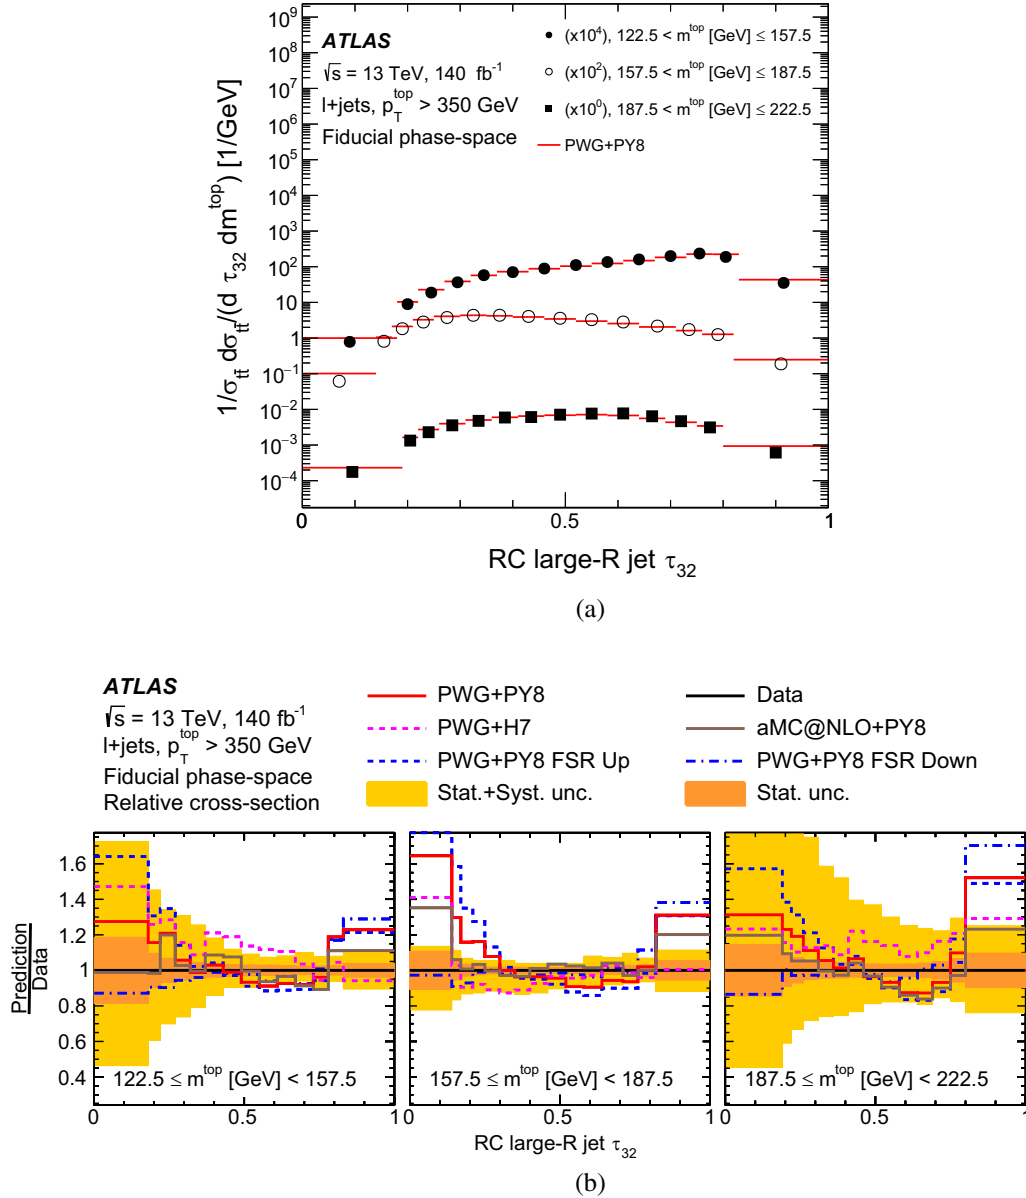 ATLAS
√s = 13 TeV, 140 fb⁻¹
l+jets, p_T^top > 350 GeV
Fiducial phase-space
(x10⁴), 122.5 < m^top [GeV] ≤ 157.5
(x10²), 157.5 < m^top [GeV] ≤ 187.5
(x10⁰), 187.5 < m^top [GeV] ≤ 222.5
PWG+PY8
1/σ_tt̄ dσ_tt̄/(d τ₃₂ dm^top) [1/GeV]
10⁹
10⁸
10⁷
10⁶
10⁵
10⁴
10³
10²
10
1
10⁻¹
10⁻²
10⁻³
10⁻⁴
0 0.5 1
RC large-R jet τ₃₂
(a)
ATLAS
√s = 13 TeV, 140 fb⁻¹
l+jets, p_T^top > 350 GeV
Fiducial phase-space
Relative cross-section
PWG+PY8
PWG+H7
PWG+PY8 FSR Up
Stat.+Syst. unc.
Data
aMC@NLO+PY8
PWG+PY8 FSR Down
Stat. unc.
Prediction
Data
1.6
1.4
1.2
1
0.8
0.6
0.4
122.5 ≤ m^top [GeV] < 157.5
157.5 ≤ m^top [GeV] < 187.5
187.5 ≤ m^top [GeV] < 222.5
0 0.5 1 0 0.5 1 0 0.5 1
RC large-R jet τ₃₂
(b)